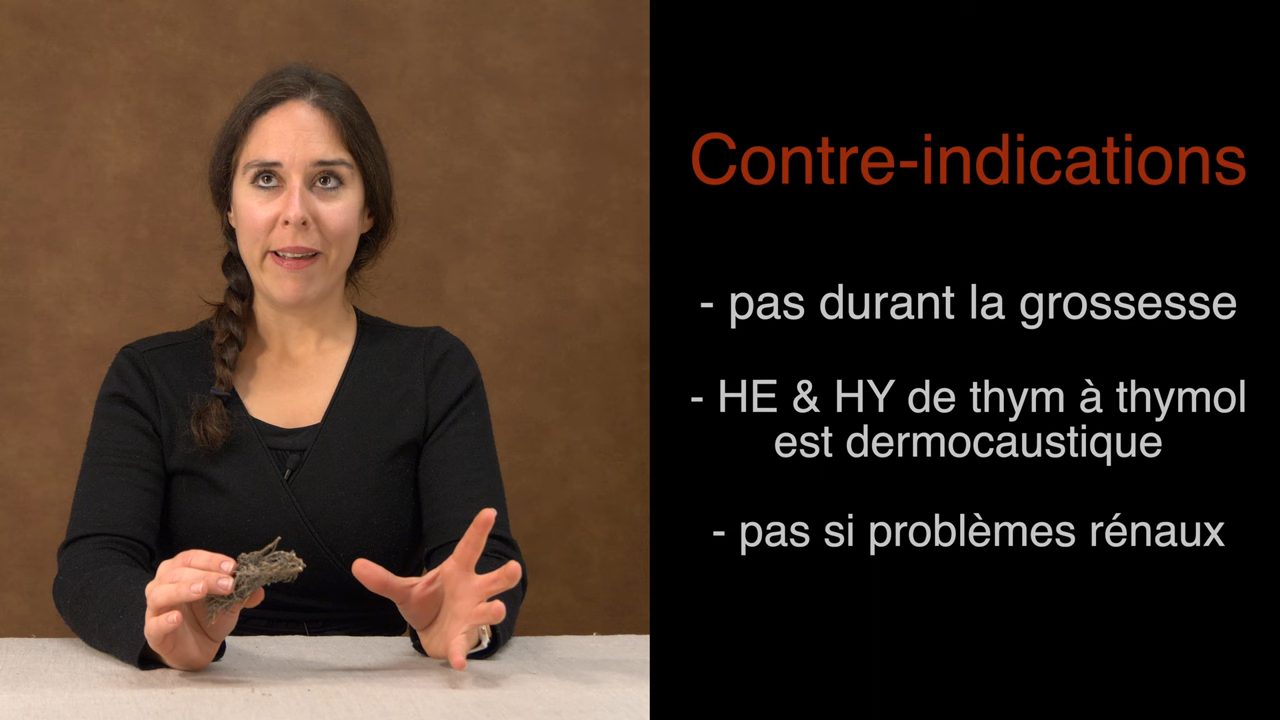 Contre-indications
- pas durant la grossesse
- HE & HY de thym à thymol
est dermocaustique
- pas si problèmes rénaux